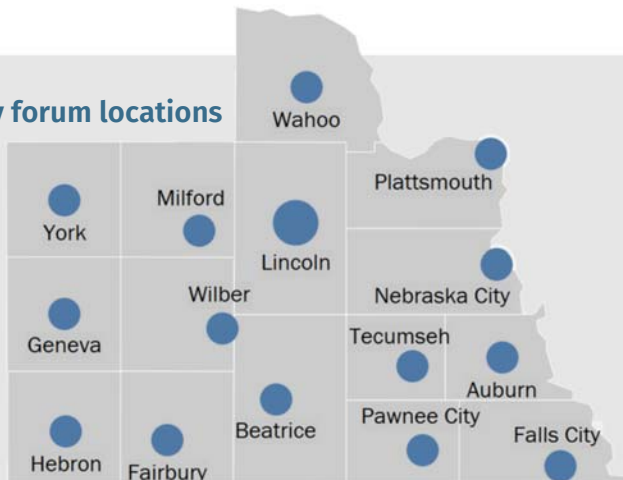 forum locations
Wahoo
Plattsmouth
Milford
York
Lincoln
Wilber
Nebraska City
Geneva
Tecumseh
Auburn
Beatrice
Pawnee City
Falls City
Hebron
Fairbury